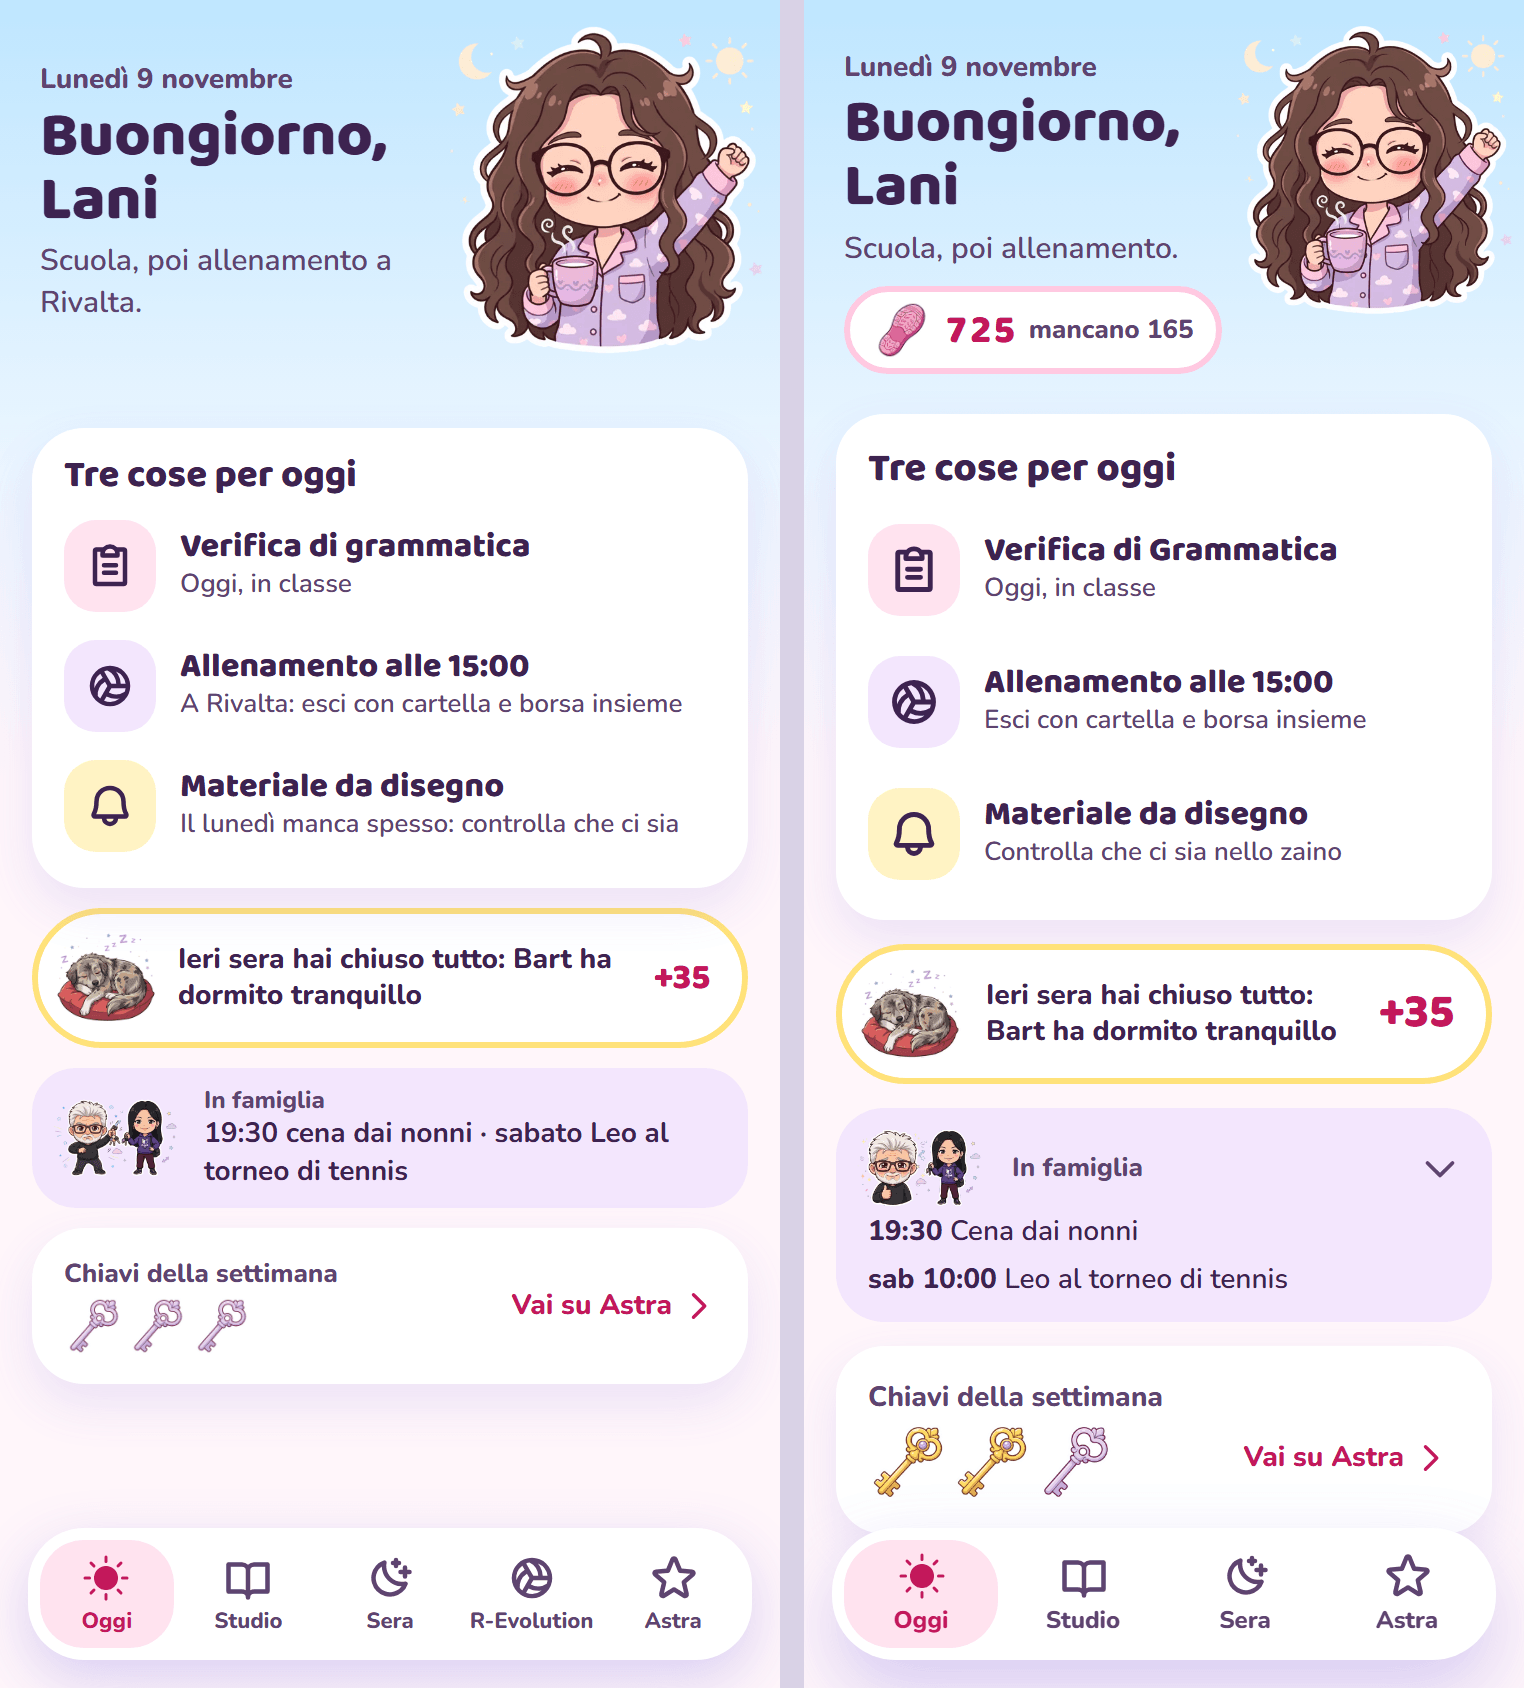 Lunedì 9 novembre
Buongiorno,
Lani
Scuola, poi allenamento a
Rivalta.
Tre cose per oggi
Verifica di grammatica
Oggi, in classe
Allenamento alle 15:00
A Rivalta: esci con cartella e borsa insieme
Materiale da disegno
Il lunedì manca spesso: controlla che ci sia
Ieri sera hai chiuso tutto: Bart ha
dormito tranquillo
+35
In famiglia
19:30 cena dai nonni · sabato Leo al
torneo di tennis
Chiavi della settimana
Vai su Astra
Oggi
Studio
Sera
R-Evolution
Astra
Lunedì 9 novembre
Buongiorno,
Lani
Scuola, poi allenamento.
725 mancano 165
Tre cose per oggi
Verifica di Grammatica
Oggi, in classe
Allenamento alle 15:00
Esci con cartella e borsa insieme
Materiale da disegno
Controlla che ci sia nello zaino
Ieri sera hai chiuso tutto:
Bart ha dormito tranquillo
+35
In famiglia
19:30 Cena dai nonni
sab 10:00 Leo al torneo di tennis
Chiavi della settimana
Vai su Astra
Oggi
Studio
Sera
Astra